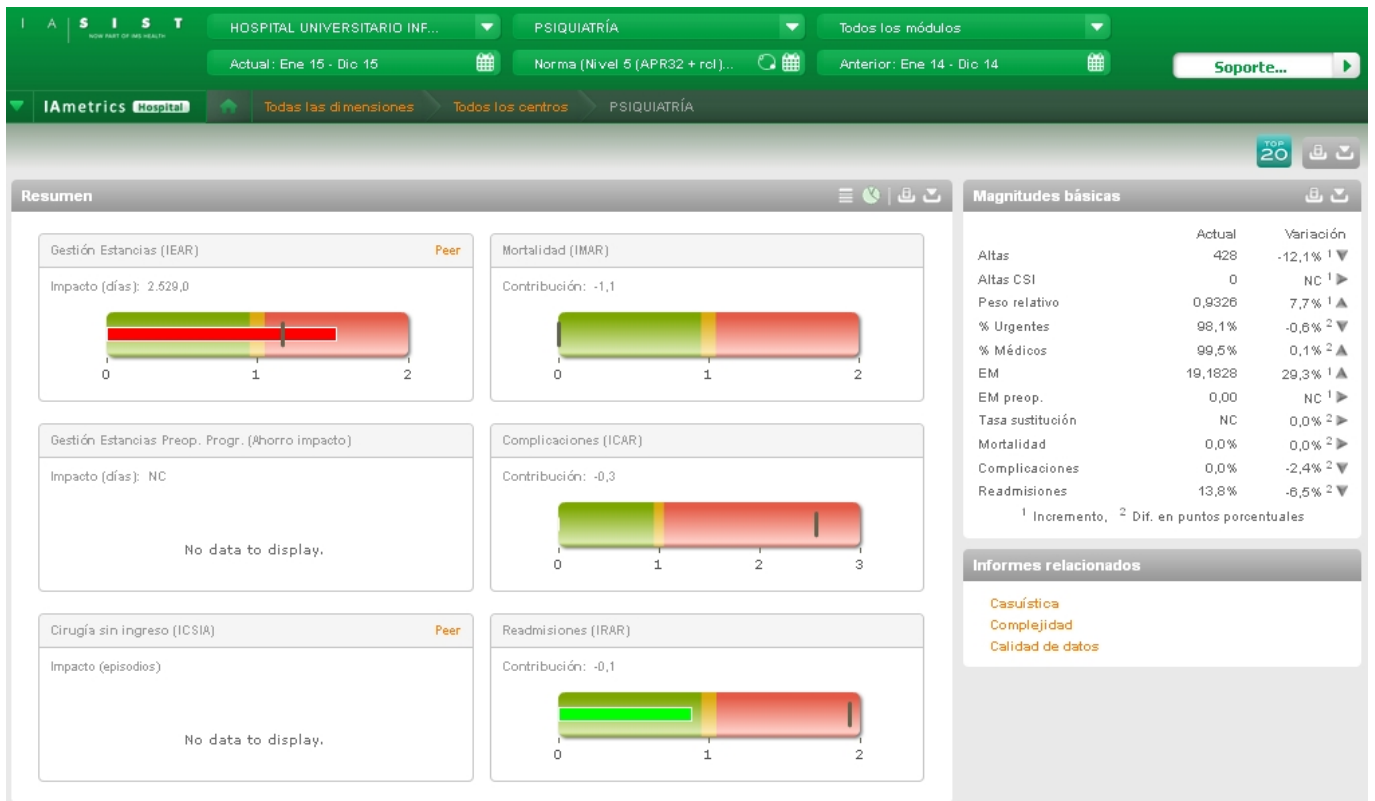 I A S I S T
NOW PART OF IMS HEALTH
HOSPITAL UNIVERSITARIO INF...
PSIQUIATRÍA
Todos los módulos
Actual: Ene 15 - Dic 15
Norma (Nivel 5 (APR32 + rcl)...
Anterior: Ene 14 - Dic 14
Soporte...
IAmetrics Hospital
Todas las dimensiones
Todos los centros
PSIQUIATRÍA
TOP 20
Resumen
Gestión Estancias (IEAR) Peer
Impacto (días): 2.529,0
0 1 2
Mortalidad (IMAR)
Contribución: -1,1
0 1 2
Gestión Estancias Preop. Progr. (Ahorro impacto)
Impacto (días): NC
No data to display.
Complicaciones (ICAR)
Contribución: -0,3
0 1 2 3
Cirugía sin ingreso (ICSIA) Peer
Impacto (episodios)
No data to display.
Readmisiones (IRAR)
Contribución: -0,1
0 1 2
Magnitudes básicas
Actual Variación
Altas 428 -12,1% 1
Altas CSI 0 NC 1
Peso relativo 0,9326 7,7% 1
% Urgentes 98,1% -0,6% 2
% Médicos 99,5% 0,1% 2
EM 19,1828 29,3% 1
EM preop. 0,00 NC 1
Tasa sustitución NC 0,0% 2
Mortalidad 0,0% 0,0% 2
Complicaciones 0,0% -2,4% 2
Readmisiones 13,8% -6,5% 2
1 Incremento, 2 Dif. en puntos porcentuales
Informes relacionados
Casuística
Complejidad
Calidad de datos